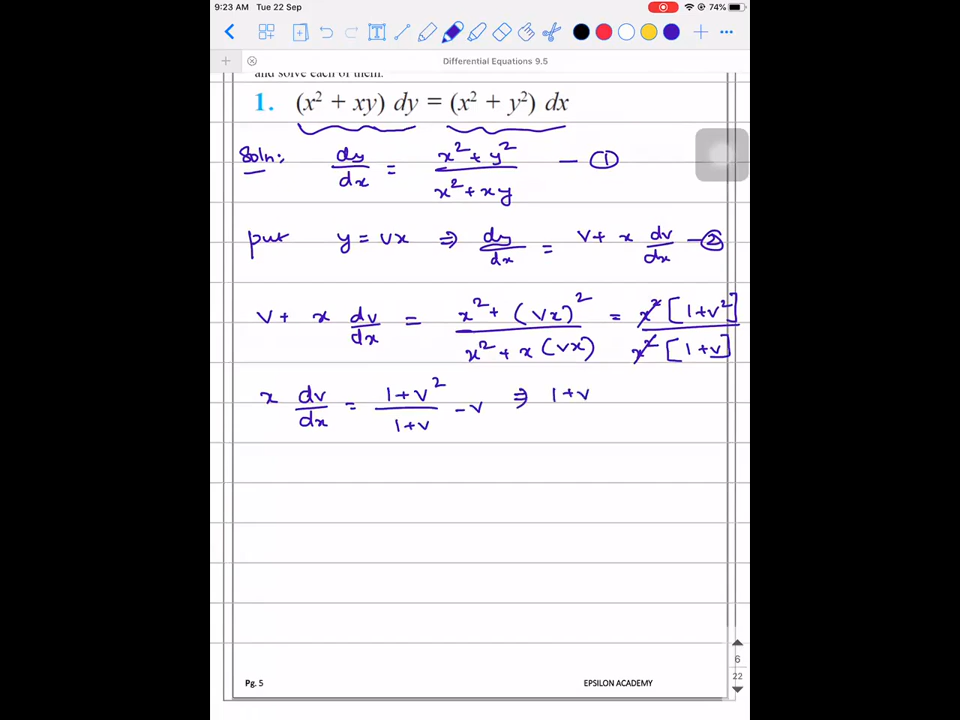 9:23 AM Tue 22 Sep 74%
Differential Equations 9.5
and solve each of them.
1. (x² + xy) dy = (x² + y²) dx
Soln: dy/dx = (x² + y²)/(x² + xy) — ①
put y = vx ⇒ dy/dx = v + x dv/dx — ②
v + x dv/dx = (x² + (vx)²)/(x² + x(vx)) = x²[1+v²]/x²[1+v]
x dv/dx = (1+v²)/(1+v) - v ⇒ 1+v
6
22
Pg. 5 EPSILON ACADEMY